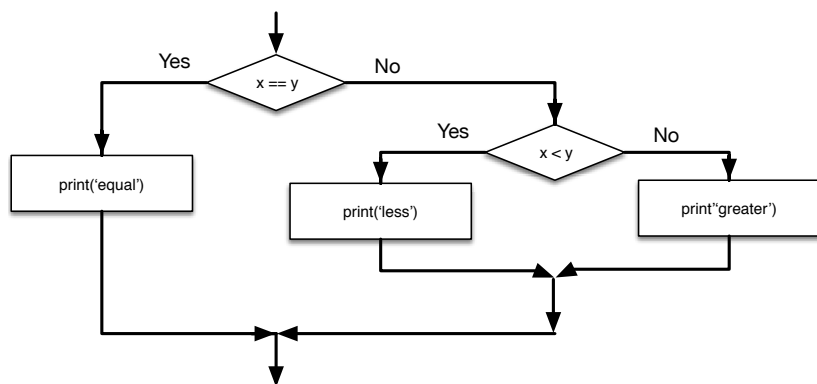 Yes
x == y
No
Yes
x < y
No
print(‘equal’)
print(‘less’)
print’‘greater’)